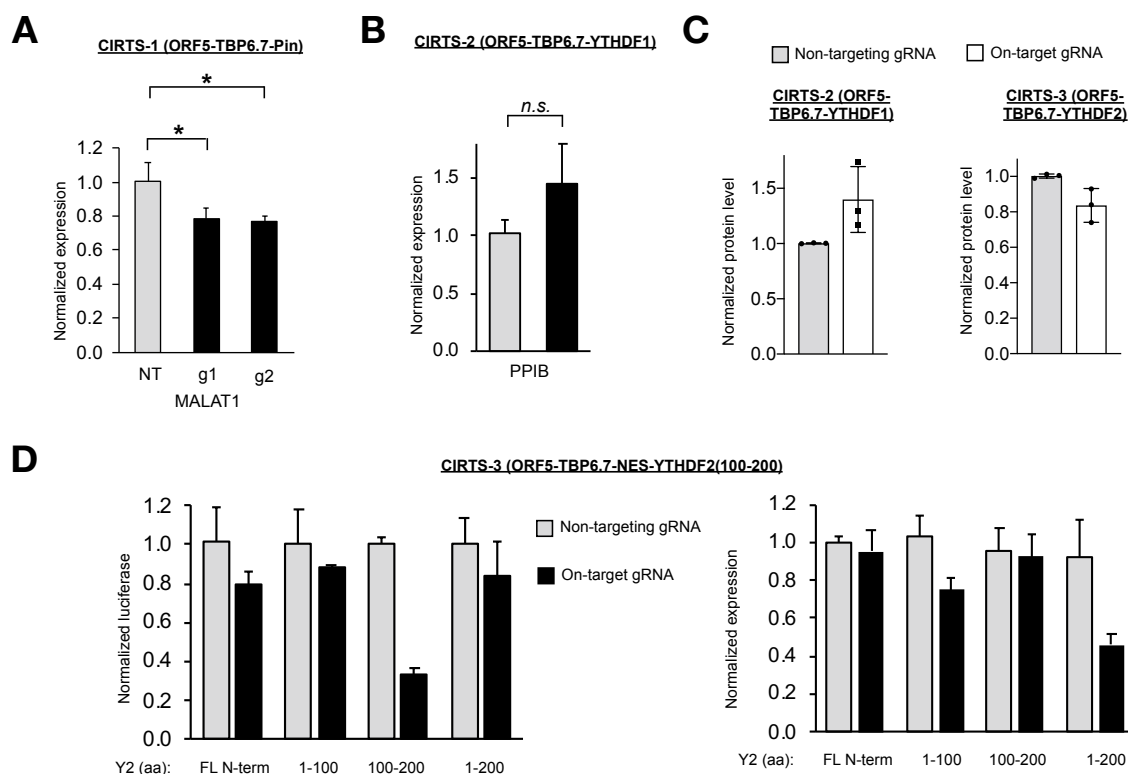 A
CIRTS-1 (ORF5-TBP6.7-Pin)
*
*
Normalized expression
1.2
1.0
0.8
0.6
0.4
0.2
0.0
NT
g1
g2
MALAT1
B
CIRTS-2 (ORF5-TBP6.7-YTHDF1)
n.s.
Normalized expression
1.5
1.0
0.5
0.0
PPIB
C
Non-targeting gRNA
On-target gRNA
CIRTS-2 (ORF5-
TBP6.7-YTHDF1)
Normalized protein level
1.5
1.0
0.0
CIRTS-3 (ORF5-
TBP6.7-YTHDF2)
Normalized protein level
1.0
0.8
0.6
0.4
0.2
0.0
D
CIRTS-3 (ORF5-TBP6.7-NES-YTHDF2(100-200)
Normalized luciferase
1.2
1.0
0.8
0.6
0.4
0.2
0.0
Y2 (aa):
FL N-term
1-100
100-200
1-200
Non-targeting gRNA
On-target gRNA
Normalized expression
1.2
1.0
0.8
0.6
0.4
0.2
0.0
Y2 (aa):
FL N-term
1-100
100-200
1-200